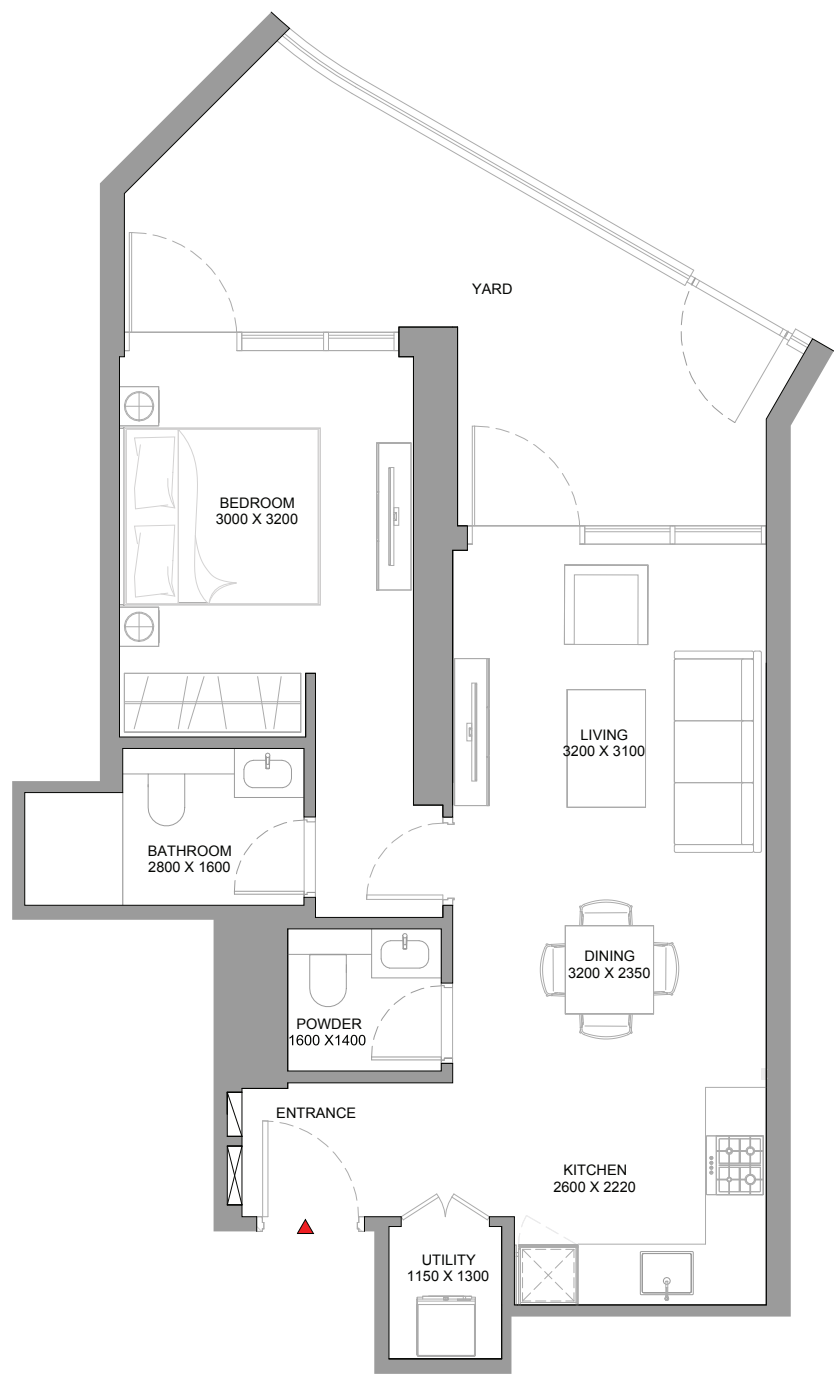 YARD
BEDROOM
3000 X 3200
LIVING
3200 X 3100
BATHROOM
2800 X 1600
DINING
3200 X 2350
POWDER
1600 X1400
ENTRANCE
KITCHEN
2600 X 2220
UTILITY
1150 X 1300